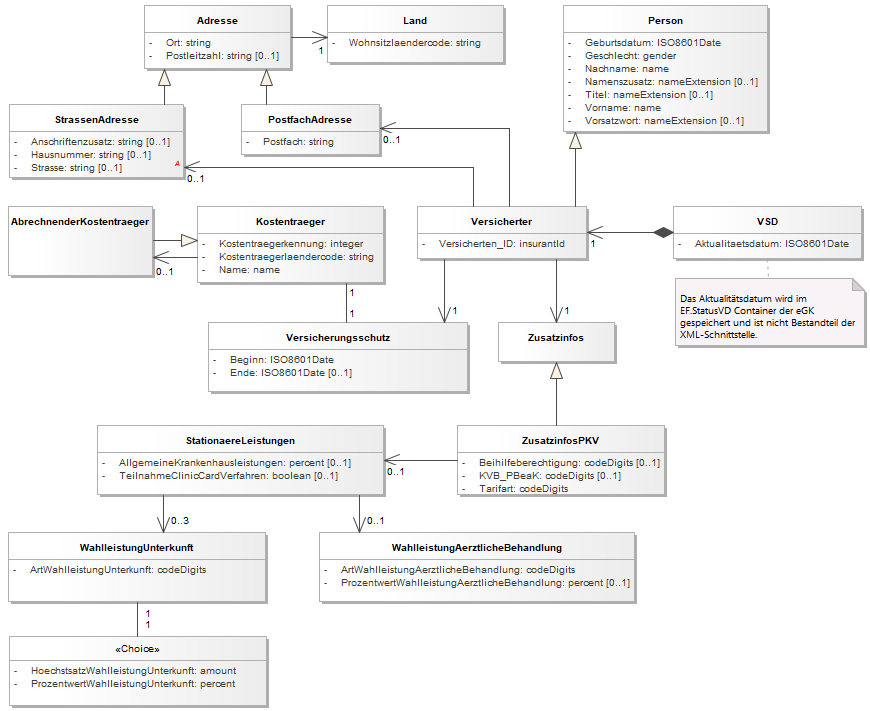 Adresse
- Ort: string
- Postleitzahl: string [0..1]
1
Land
- Wohnsitzlaendercode: string
Person
- Geburtsdatum: ISO8601Date
- Geschlecht: gender
- Nachname: name
- Namenszusatz: nameExtension [0..1]
- Titel: nameExtension [0..1]
- Vorname: name
- Vorsatzwort: nameExtension [0..1]
StrassenAdresse
- Anschriftenzusatz: string [0..1]
- Hausnummer: string [0..1]
- Strasse: string [0..1]
A
0..1
PostfachAdresse
- Postfach: string
0..1
AbrechnenderKostentraeger
0..1
Kostentraeger
- Kostentraegerkennung: integer
- Kostentraegerlaendercode: string
- Name: name
1
1
Versicherter
- Versicherten_ID: insurantId
1
VSD
- Aktualitaetsdatum: ISO8601Date
Das Aktualitätsdatum wird im
EF.StatusVD Container der eGK
gespeichert und ist nicht Bestandteil der
XML-Schnittstelle.
1
1
Versicherungsschutz
- Beginn: ISO8601Date
- Ende: ISO8601Date [0..1]
Zusatzinfos
StationaereLeistungen
- AllgemeineKrankenhausleistungen: percent [0..1]
- TeilnahmeClinicCardVerfahren: boolean [0..1]
0..1
ZusatzinfosPKV
- Beihilfeberechtigung: codeDigits [0..1]
- KVB_PBeaK: codeDigits [0..1]
- Tarifart: codeDigits
0..3
0..1
WahlleistungUnterkunft
- ArtWahlleistungUnterkunft: codeDigits
WahlleistungAerztlicheBehandlung
- ArtWahlleistungAerztlicheBehandlung: codeDigits
- ProzentwertWahlleistungAerztlicheBehandlung: percent [0..1]
1
1
«Choice»
- HoechstsatzWahlleistungUnterkunft: amount
- ProzentwertWahlleistungUnterkunft: percent